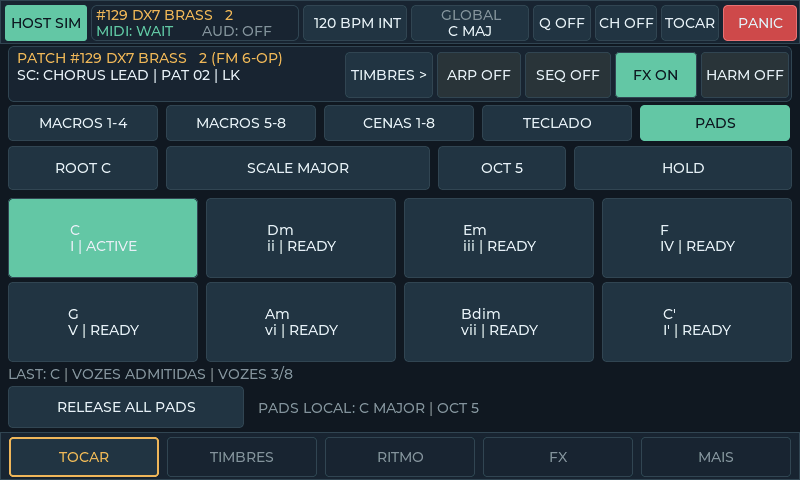 HOST SIM
#129 DX7 BRASS 2
MIDI: WAIT AUD: OFF
120 BPM INT
GLOBAL
C MAJ
Q OFF
CH OFF
TOCAR
PANIC
PATCH #129 DX7 BRASS 2 (FM 6-OP)
SC: CHORUS LEAD | PAT 02 | LK
TIMBRES >
ARP OFF
SEQ OFF
FX ON
HARM OFF
MACROS 1-4
MACROS 5-8
CENAS 1-8
TECLADO
PADS
ROOT C
SCALE MAJOR
OCT 5
HOLD
C
I | ACTIVE
Dm
ii | READY
Em
iii | READY
F
IV | READY
G
V | READY
Am
vi | READY
Bdim
vii | READY
C'
I' | READY
LAST: C | VOZES ADMITIDAS | VOZES 3/8
RELEASE ALL PADS
PADS LOCAL: C MAJOR | OCT 5
TOCAR
TIMBRES
RITMO
FX
MAIS